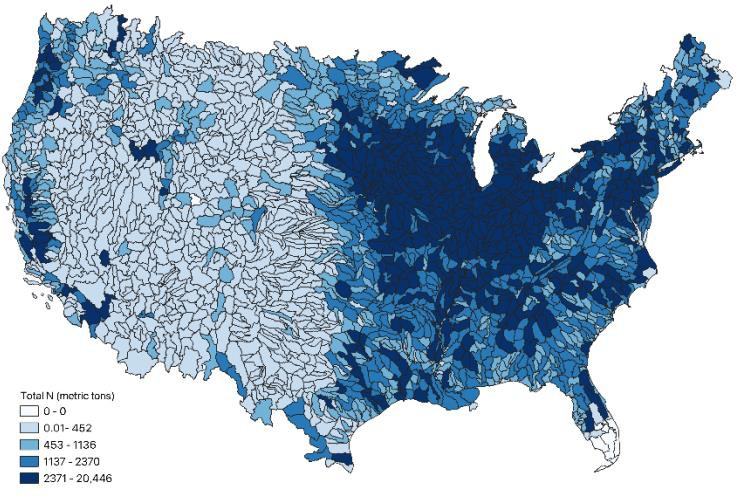 Total N (metric tons)
0 - 0
0.01- 452
453 - 1136
1137 - 2370
2371 - 20,446